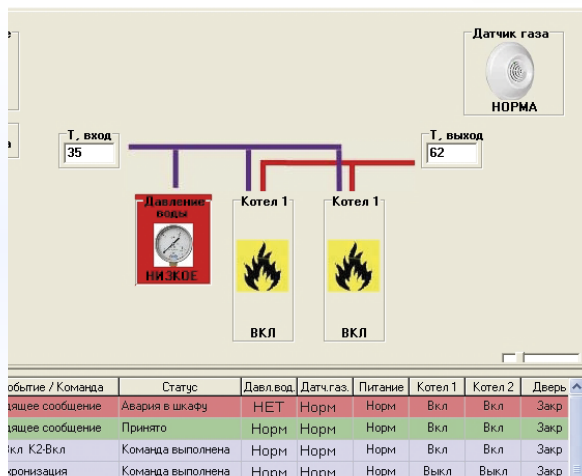 е
Датчик газа
НОРМА
а
Т, вход
35
Т, выход
62
Давление
воды
НИЗКОЕ
Котел 1
ВКЛ
Котел 1
ВКЛ
обытие / Команда Статус Давл.вод. Датч.газ. Питание Котел 1 Котел 2 Дверь
дящее сообщение Авария в шкафу НЕТ Норм Норм Вкл Вкл Закр
дящее сообщение Принято Норм Норм Норм Вкл Вкл Закр
Вкл К2-Вкл Команда выполнена Норм Норм Норм Вкл Вкл Закр
хронизация Команда выполнена Норм Норм Норм Выкл Выкл Закр